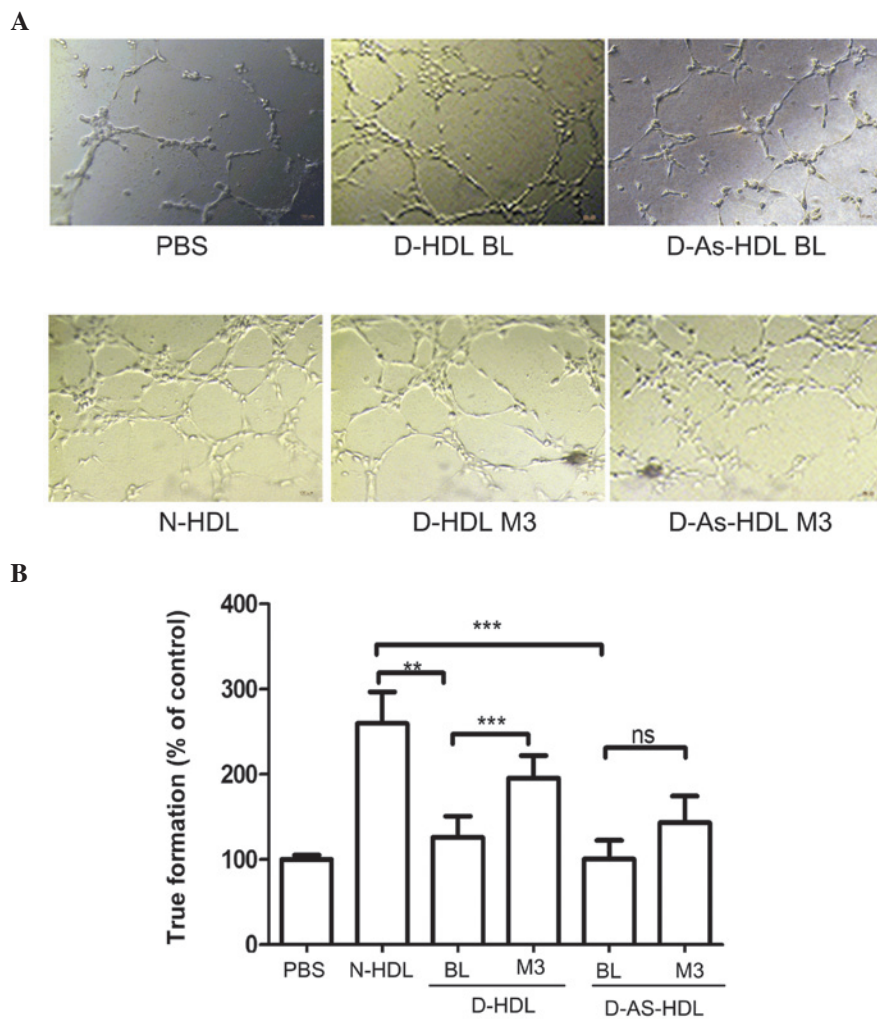 A
PBS
D-HDL BL
D-As-HDL BL
N-HDL
D-HDL M3
D-As-HDL M3
B
True formation (% of control)
400
300
200
100
0
***
**
***
ns
PBS
N-HDL
BL
M3
BL
M3
D-HDL
D-AS-HDL